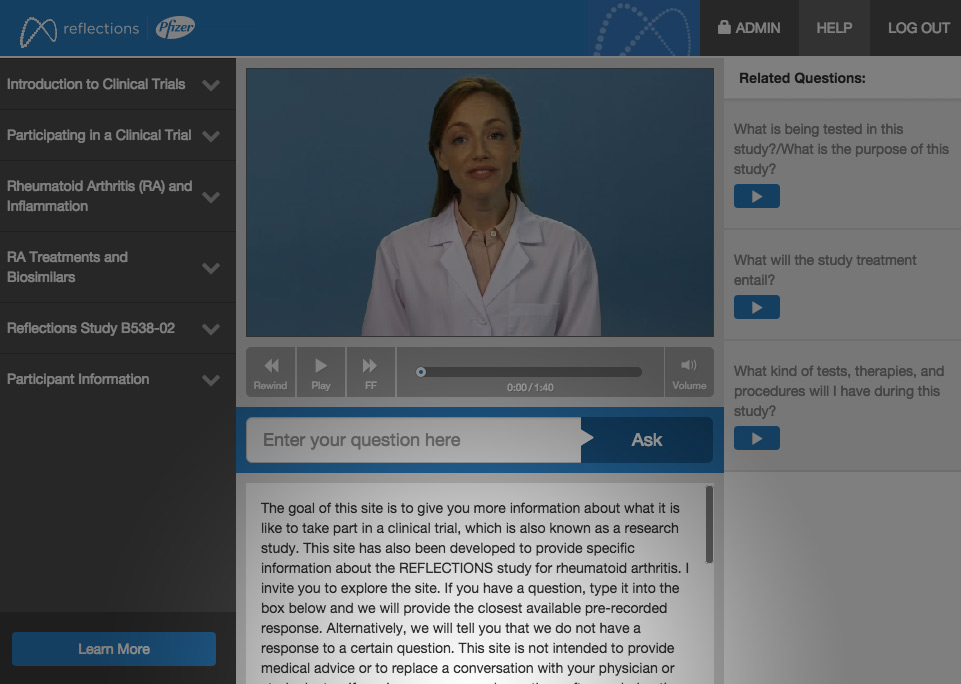 reflections Pfizer
ADMIN
HELP
LOG OUT
Introduction to Clinical Trials
Participating in a Clinical Trial
Rheumatoid Arthritis (RA) and
Inflammation
RA Treatments and
Biosimilars
Reflections Study B538-02
Participant Information
Learn More
Rewind
Play
FF
0:00 / 1:40
Volume
Enter your question here
Ask
The goal of this site is to give you more information about what it is
like to take part in a clinical trial, which is also known as a research
study. This site has also been developed to provide specific
information about the REFLECTIONS study for rheumatoid arthritis. I
invite you to explore the site. If you have a question, type it into the
box below and we will provide the closest available pre-recorded
response. Alternatively, we will tell you that we do not have a
response to a certain question. This site is not intended to provide
medical advice or to replace a conversation with your physician or
Related Questions:
What is being tested in this
study?/What is the purpose of this
study?
What will the study treatment
entail?
What kind of tests, therapies, and
procedures will I have during this
study?